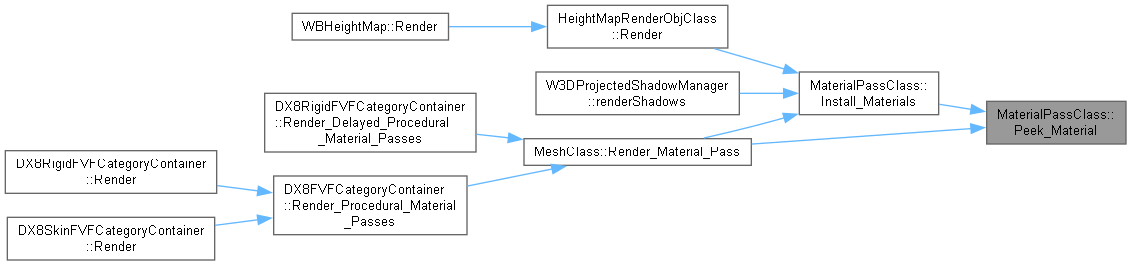 WBHeightMap::Render
HeightMapRenderObjClass
::Render
W3DProjectedShadowManager
::renderShadows
MaterialPassClass::
Install_Materials
MaterialPassClass::
Peek_Material
DX8RigidFVFCategoryContainer
::Render_Delayed_Procedural
_Material_Passes
MeshClass::Render_Material_Pass
DX8RigidFVFCategoryContainer
::Render
DX8FVFCategoryContainer
::Render_Procedural_Material
_Passes
DX8SkinFVFCategoryContainer
::Render